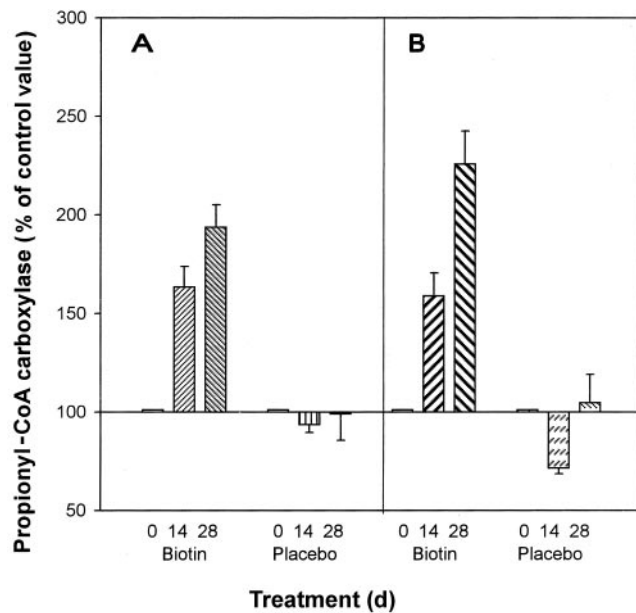 Propionyl-CoA carboxylase (% of control value)
300
250
200
150
100
50
A
B
0 14 28
Biotin
0 14 28
Placebo
0 14 28
Biotin
0 14 28
Placebo
Treatment (d)